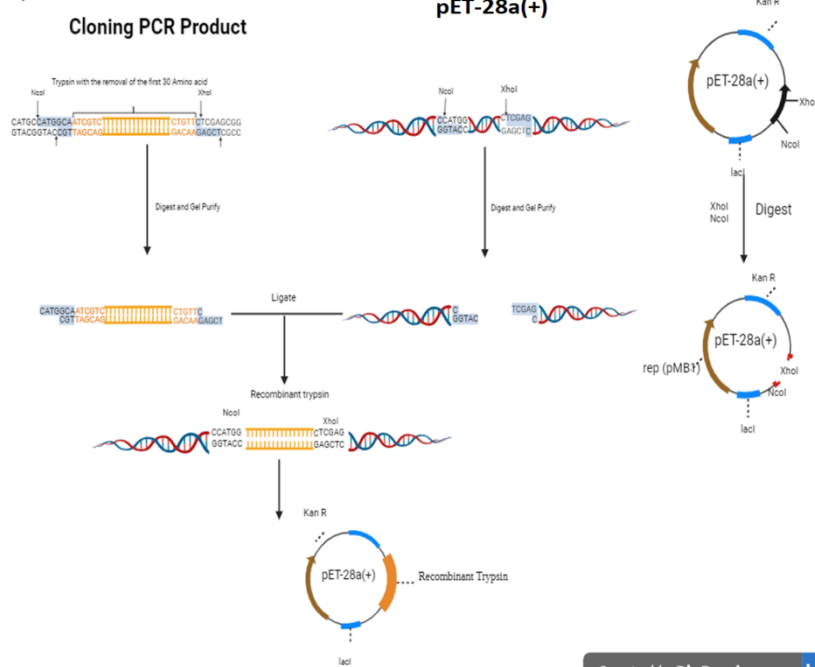 Cloning PCR Product
pET-28a(+)
Kan R
Trypsin with the removal of the first 30 Amino acid
NcoI
XhoI
CATGCCATGGCAATCGTC
CTGTTCTCGAGCGG
GTACGGTACCGTTAGCAG
GACAAGAGCTCGCC
NcoI
XhoI
CCATGG
CTCGAG
GGTACC
GAGCTC
pET-28a(+)
Xho
NcoI
lacI
Digest and Gel Purify
Digest and Gel Purify
XhoI
NcoI
Digest
Kan R
CATGGCAATCGTC
CTGTTC
CGTTAGCAG
GACAAGAGCT
Ligate
C
GGTAC
TCGAG
C
pET-28a(+)
rep (pMB1)
XhoI
NcoI
lacI
Recombinant trypsin
NcoI
XhoI
CCATGG
CTCGAG
GGTACC
GAGCTC
Kan R
pET-28a(+)
Recombinant Trypsin
lacI